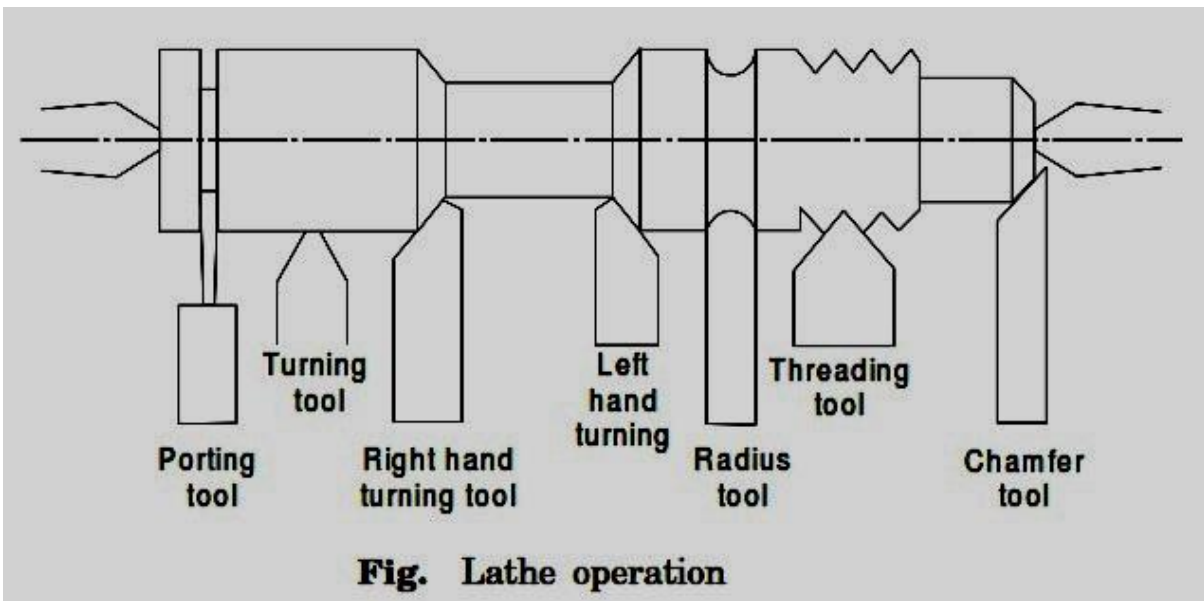 Porting
tool
Turning
tool
Right hand
turning tool
Left
hand
turning
Radius
tool
Threading
tool
Chamfer
tool
Fig. Lathe operation